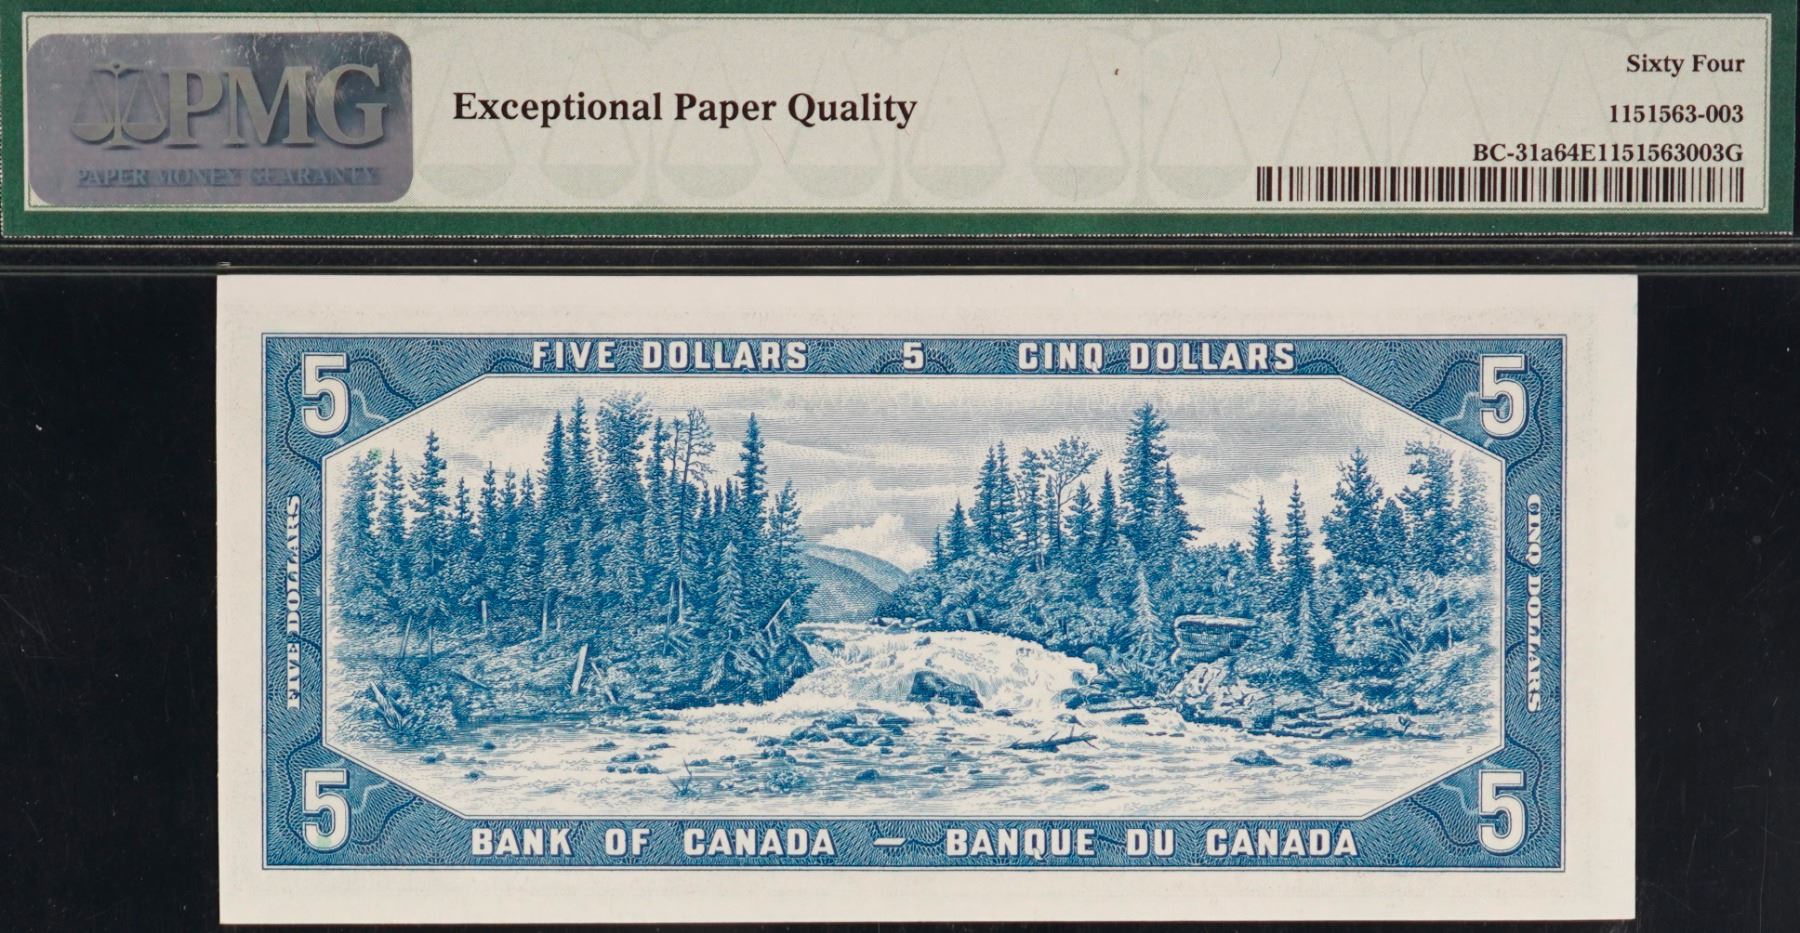 PMG
PAPER MONEY GUARANTY
Exceptional Paper Quality
Sixty Four
1151563-003
BC-31a64E1151563003G
FIVE DOLLARS 5 CINQ DOLLARS
5 5
FIVE DOLLARS
CINQ DOLLARS
2
5 5
BANK OF CANADA — BANQUE DU CANADA